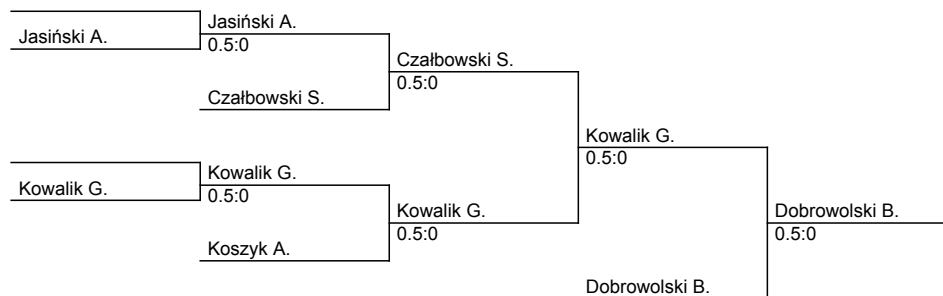 Jasiński A.
Jasiński A.
0.5:0
Czałbowski S.
0.5:0
Czałbowski S.
Kowalik G.
0.5:0
Kowalik G.
Kowalik G.
0.5:0
Kowalik G.
0.5:0
Koszyk A.
Dobrowolski B.
0.5:0
Dobrowolski B.